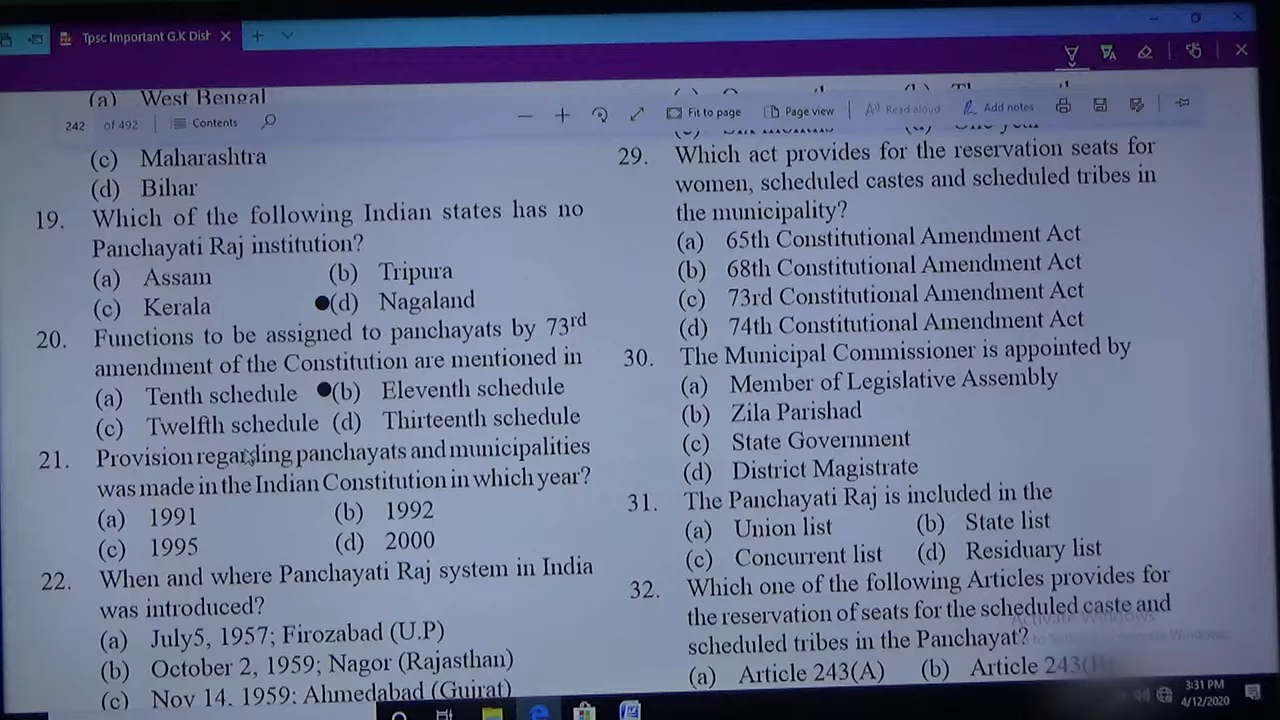 Tpsc Important G.K Dist
242 of 492 Contents
Fit to page Page view Read aloud Add notes
(a) West Bengal
(c) Maharashtra
(d) Bihar
19. Which of the following Indian states has no
Panchayati Raj institution?
(a) Assam (b) Tripura
(c) Kerala (d) Nagaland
20. Functions to be assigned to panchayats by 73rd
amendment of the Constitution are mentioned in
(a) Tenth schedule (b) Eleventh schedule
(c) Twelfth schedule (d) Thirteenth schedule
21. Provision regarding panchayats and municipalities
was made in the Indian Constitution in which year?
(a) 1991 (b) 1992
(c) 1995 (d) 2000
22. When and where Panchayati Raj system in India
was introduced?
(a) July5, 1957; Firozabad (U.P)
(b) October 2, 1959; Nagor (Rajasthan)
(c) Nov 14. 1959: Ahmedabad (Gujrat)
29. Which act provides for the reservation seats for
women, scheduled castes and scheduled tribes in
the municipality?
(a) 65th Constitutional Amendment Act
(b) 68th Constitutional Amendment Act
(c) 73rd Constitutional Amendment Act
(d) 74th Constitutional Amendment Act
30. The Municipal Commissioner is appointed by
(a) Member of Legislative Assembly
(b) Zila Parishad
(c) State Government
(d) District Magistrate
31. The Panchayati Raj is included in the
(a) Union list (b) State list
(c) Concurrent list (d) Residuary list
32. Which one of the following Articles provides for
the reservation of seats for the scheduled caste and
scheduled tribes in the Panchayat?
(a) Article 243(A) (b) Article
Activate Windows
3:31 PM
4/12/2020